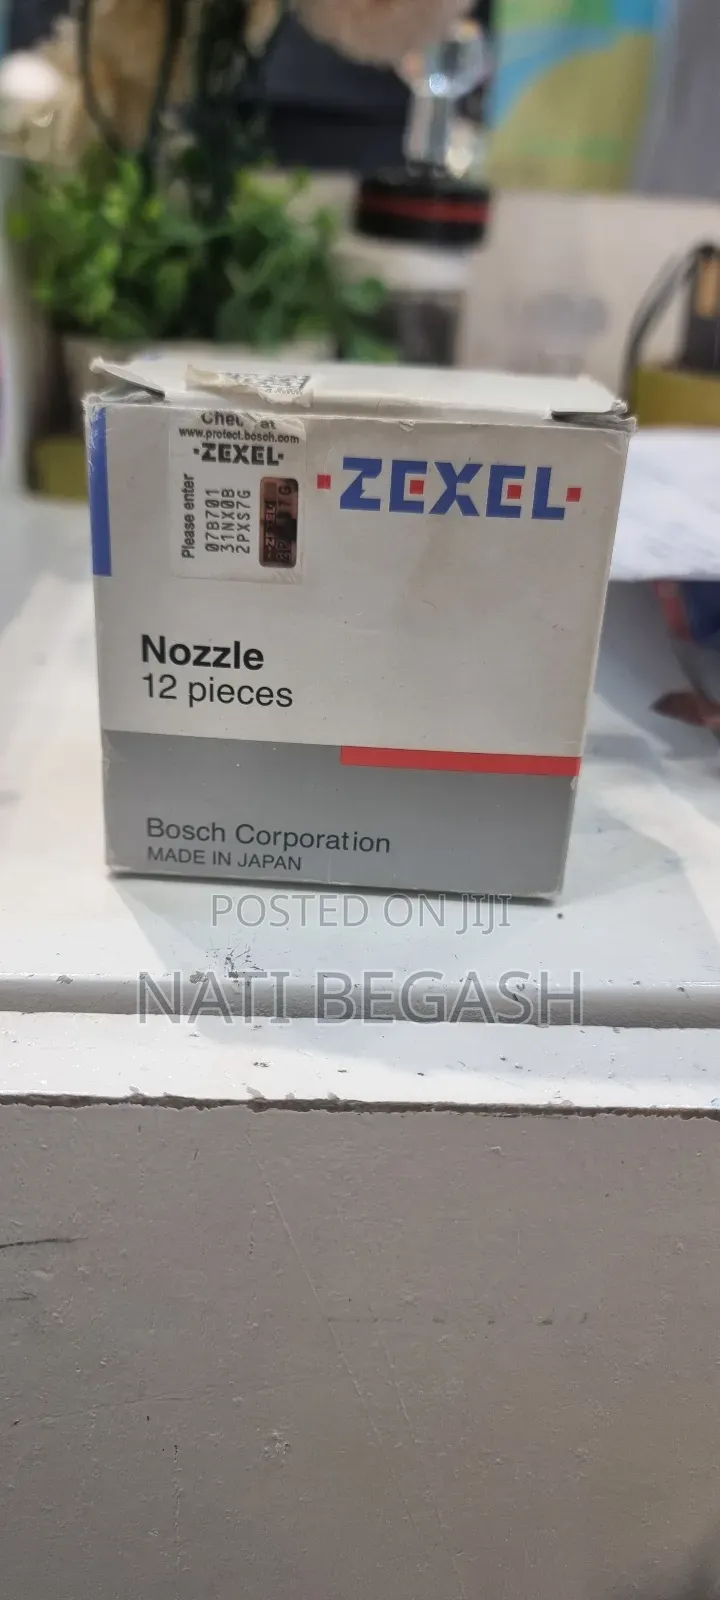 at
www.protect.bosch.com
·ZEXEL·
Please enter
07B701
31NX0B
2PXS7G
·ZEXEL·
Nozzle
12 pieces
Bosch Corporation
MADE IN JAPAN
POSTED ON JIJI
NATI BEGASH